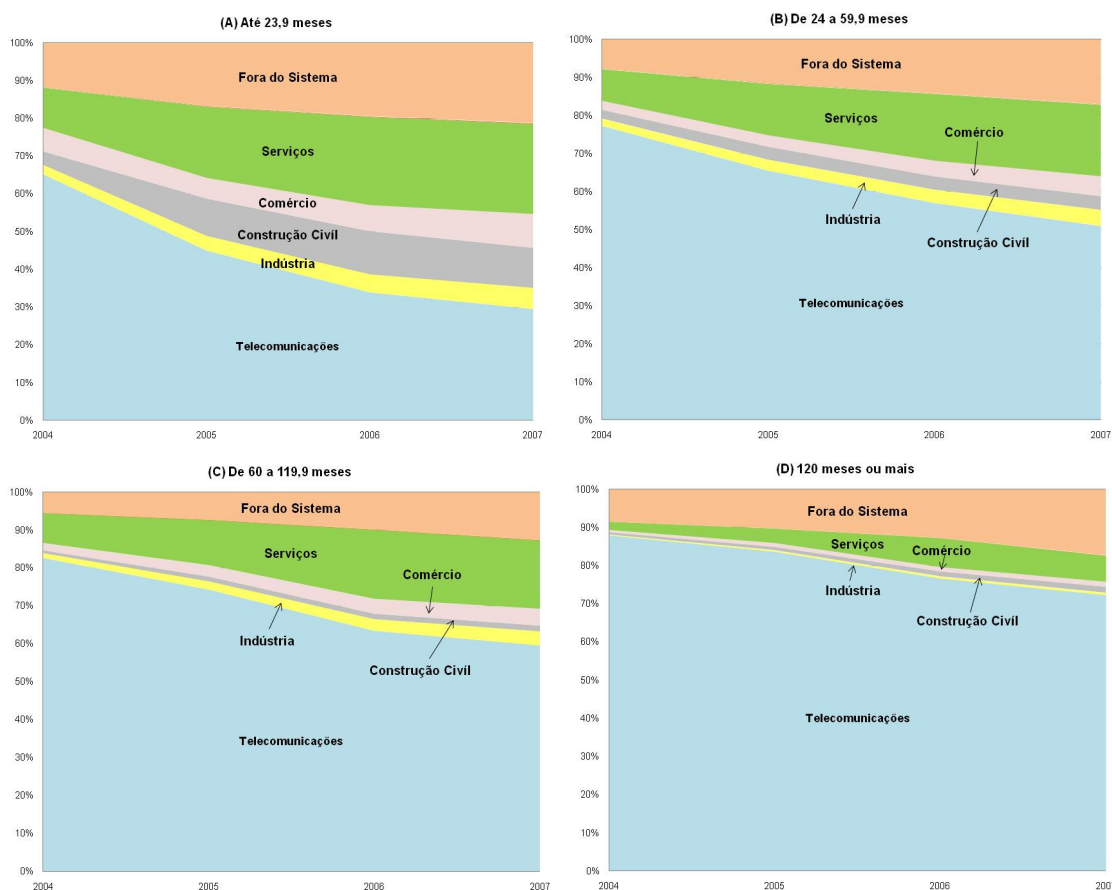 (A) Até 23,9 meses
100%
90%
80%
70%
60%
50%
40%
30%
20%
10%
0%
Fora do Sistema
Serviços
Comércio
Construção Civíl
Indústria
Telecomunicações
2004
2005
2006
2007
(B) De 24 a 59,9 meses
100%
90%
80%
70%
60%
50%
40%
30%
20%
10%
0%
Fora do Sistema
Serviços
Comércio
Indústria
Construção Civíl
Telecomunicações
2004
2005
2006
2007
(C) De 60 a 119,9 meses
100%
90%
80%
70%
60%
50%
40%
30%
20%
10%
0%
Fora do Sistema
Serviços
Comércio
Indústria
Construção Civíl
Telecomunicações
2004
2005
2006
2007
(D) 120 meses ou mais
100%
90%
80%
70%
60%
50%
40%
30%
20%
10%
0%
Fora do Sistema
Serviços
Comércio
Indústria
Construção Civíl
Telecomunicações
2004
2005
2006
2007